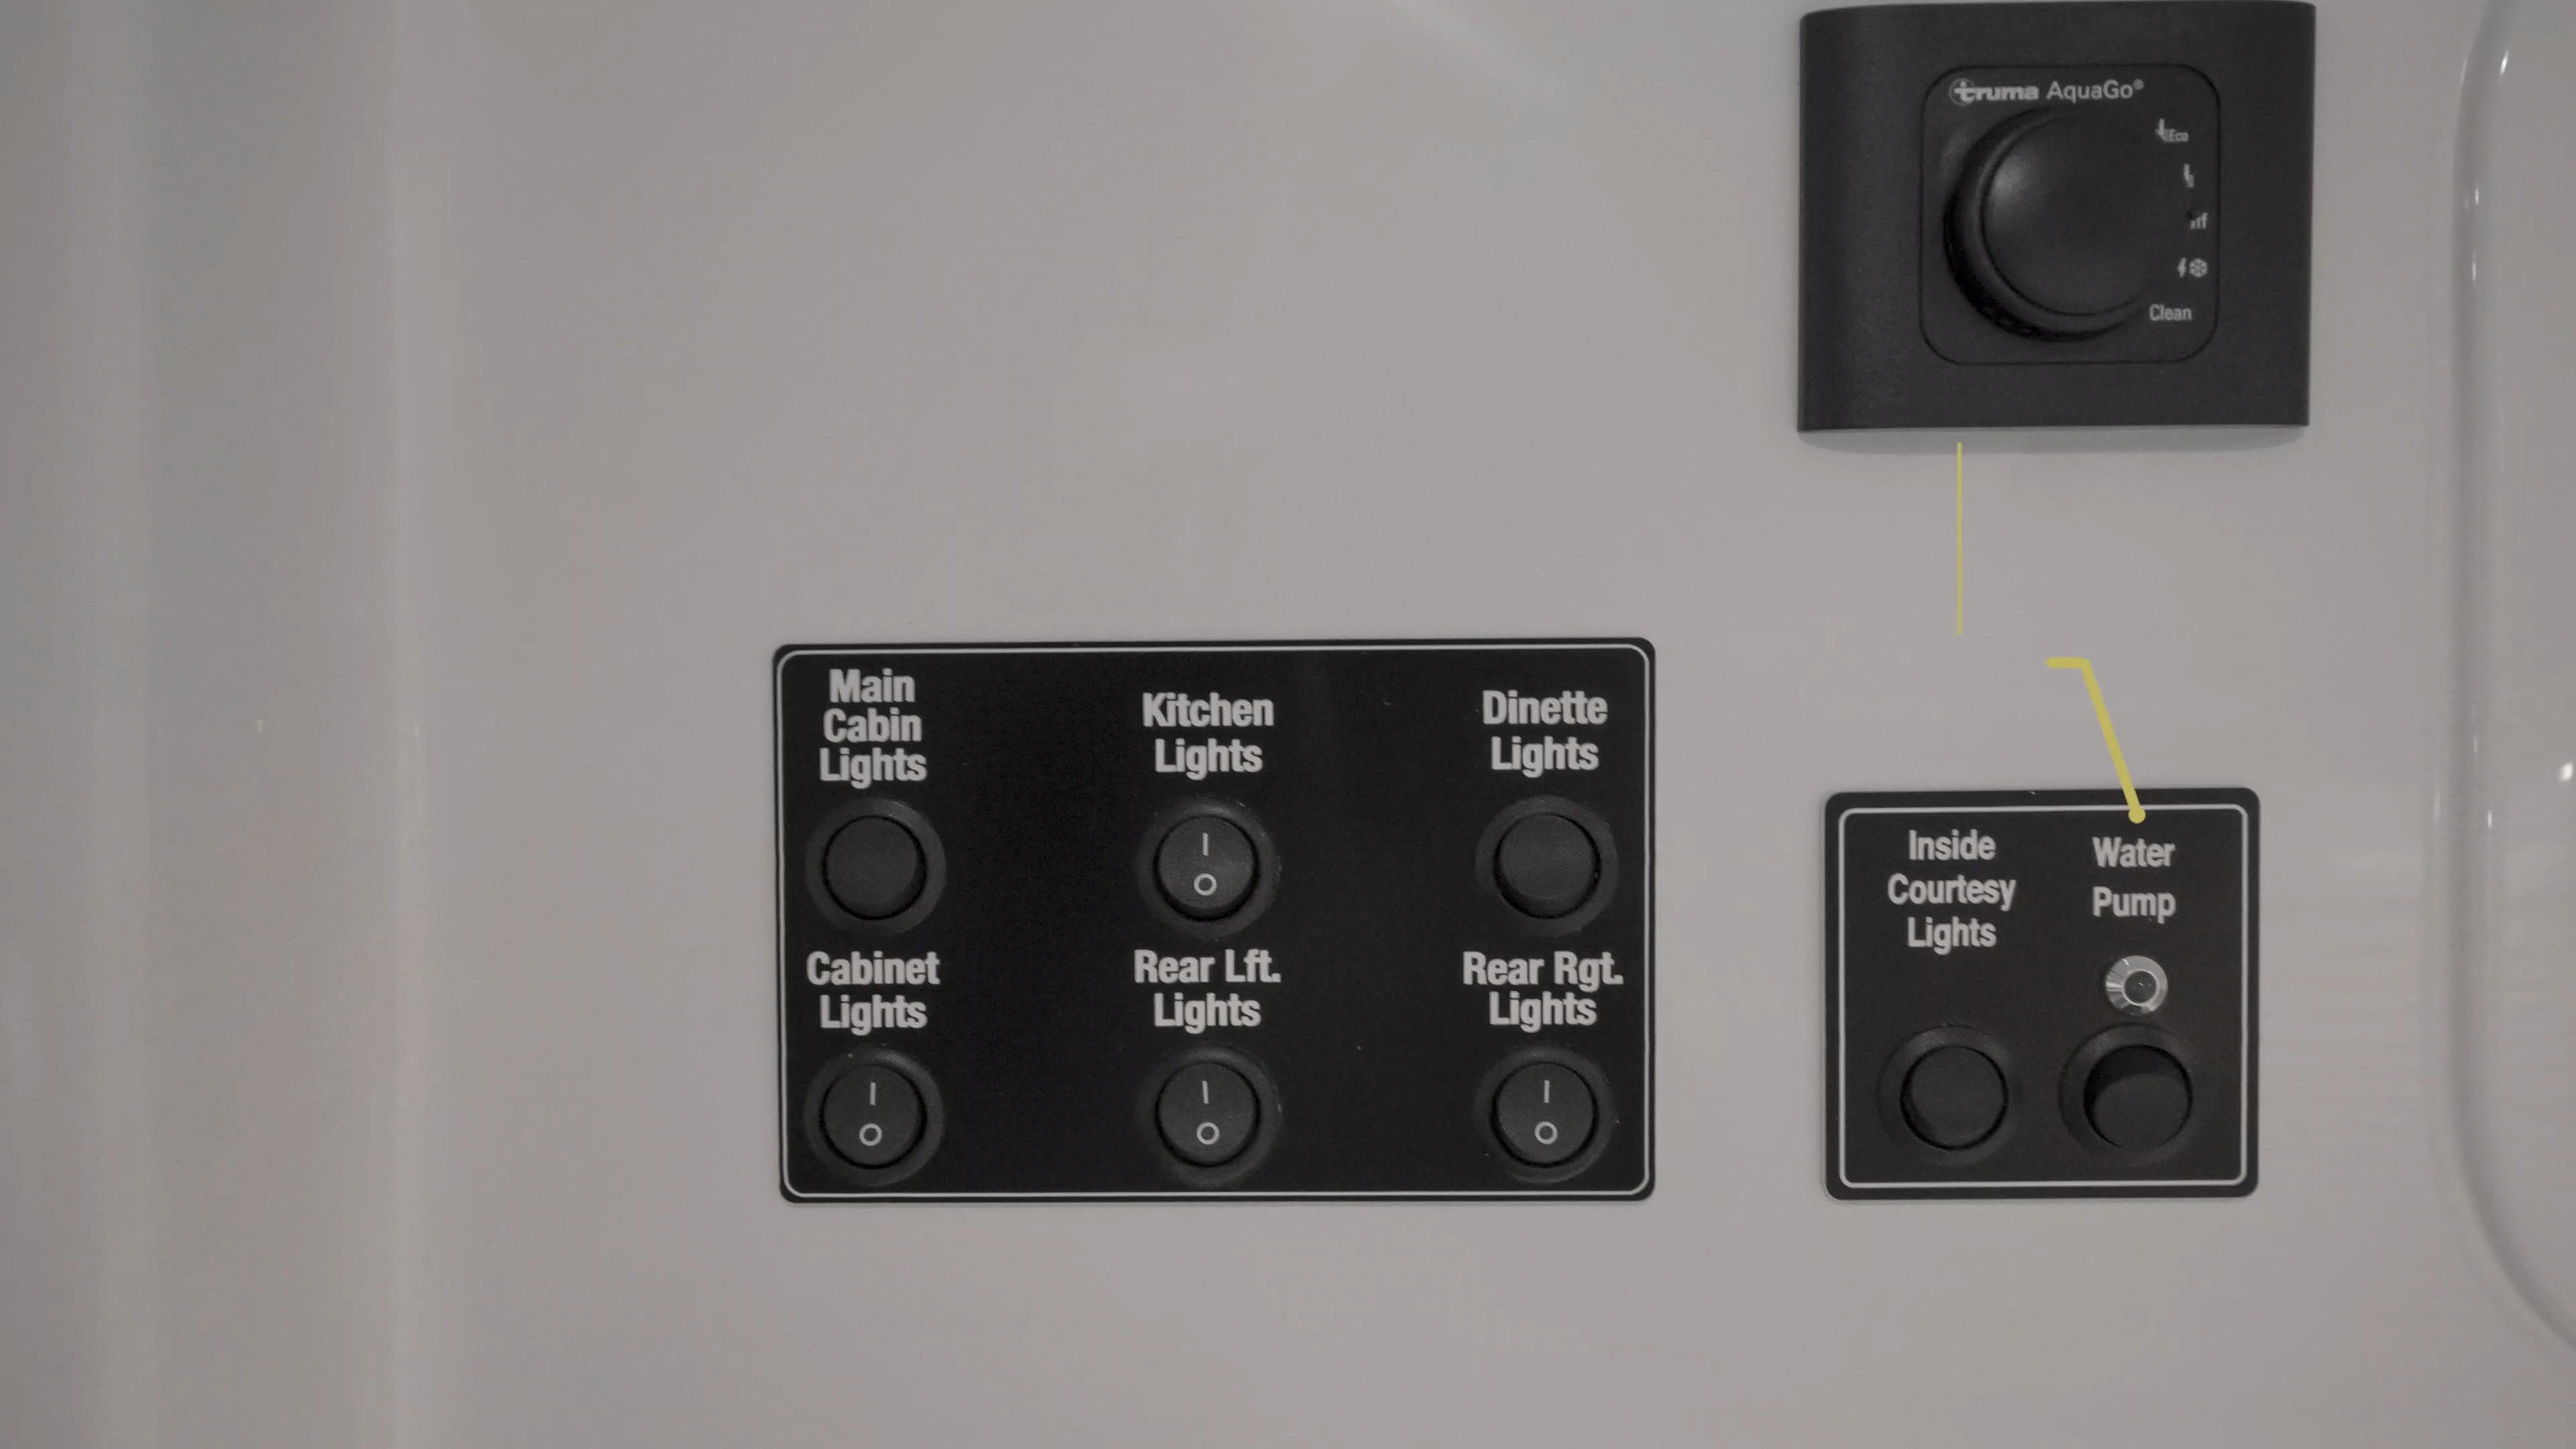 truma AquaGo®
Eco
Clean
Main
Cabin
Lights
Kitchen
Lights
Dinette
Lights
Cabinet
Lights
Rear Lft.
Lights
Rear Rgt.
Lights
Inside
Courtesy
Lights
Water
Pump